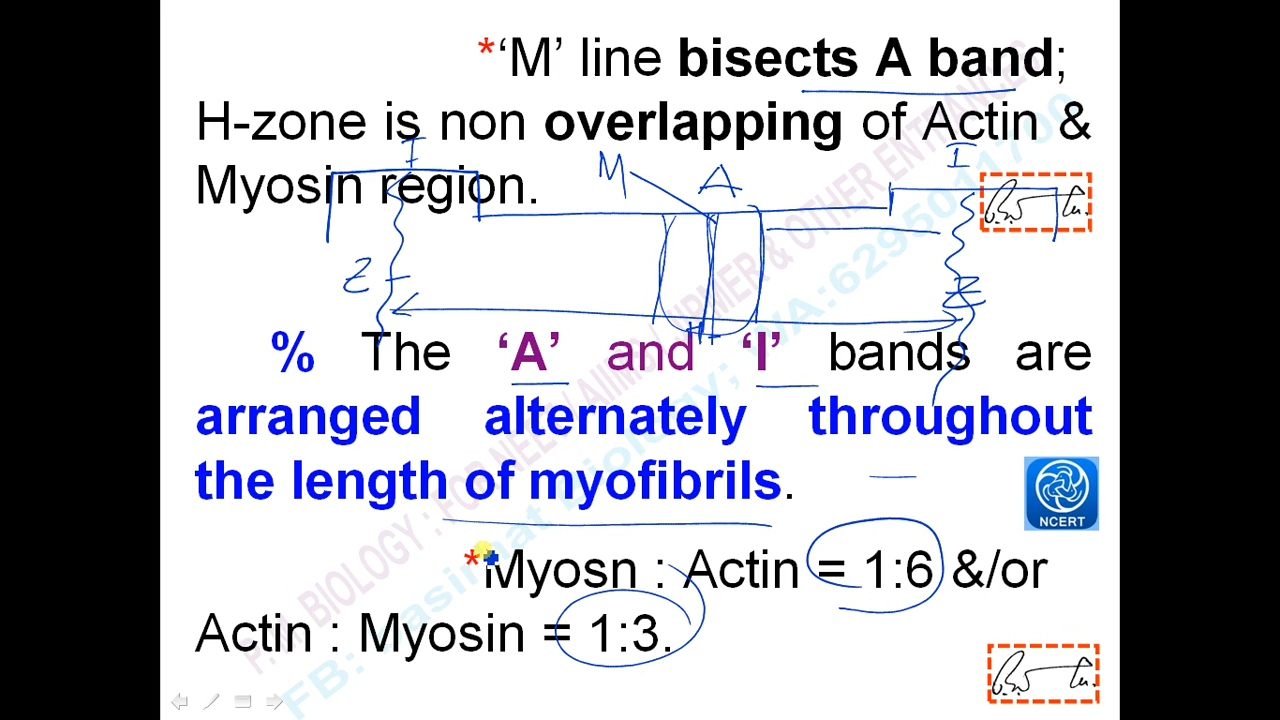 *‘M’ line bisects A band;
H-zone is non overlapping of Actin &
Myosin region.
I
M
A
I
Z
Z
H
% The ‘A’ and ‘I’ bands are
arranged alternately throughout
the length of myofibrils.
NCERT
**Myosn : Actin = 1:6 &/or
Actin : Myosin = 1:3.